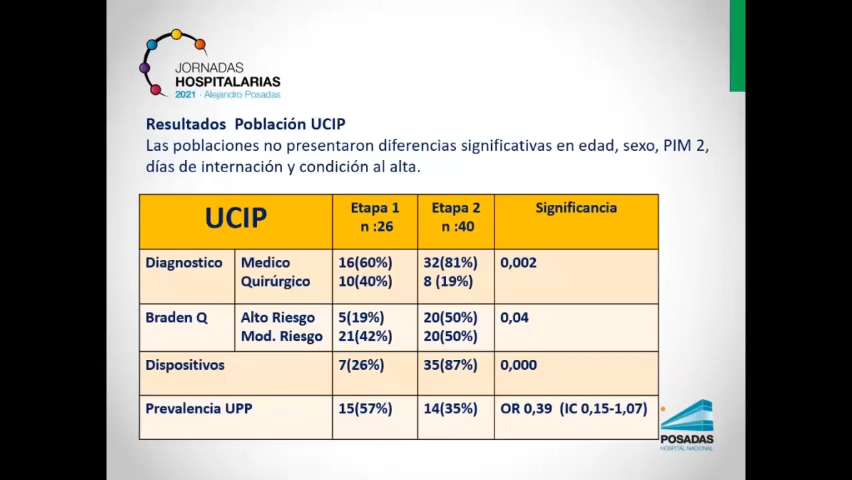 JORNADAS
HOSPITALARIAS
2021 · Alejandro Posadas
Resultados Población UCIP
Las poblaciones no presentaron diferencias significativas en edad, sexo, PIM 2,
días de internación y condición al alta.
UCIP
Etapa 1
n :26
Etapa 2
n :40
Significancia
Diagnostico
Medico
Quirúrgico
16(60%)
10(40%)
32(81%)
8 (19%)
0,002
Braden Q
Alto Riesgo
Mod. Riesgo
5(19%)
21(42%)
20(50%)
20(50%)
0,04
Dispositivos
7(26%)
35(87%)
0,000
Prevalencia UPP
15(57%)
14(35%)
OR 0,39 (IC 0,15-1,07)
POSADAS
HOSPITAL NACIONAL